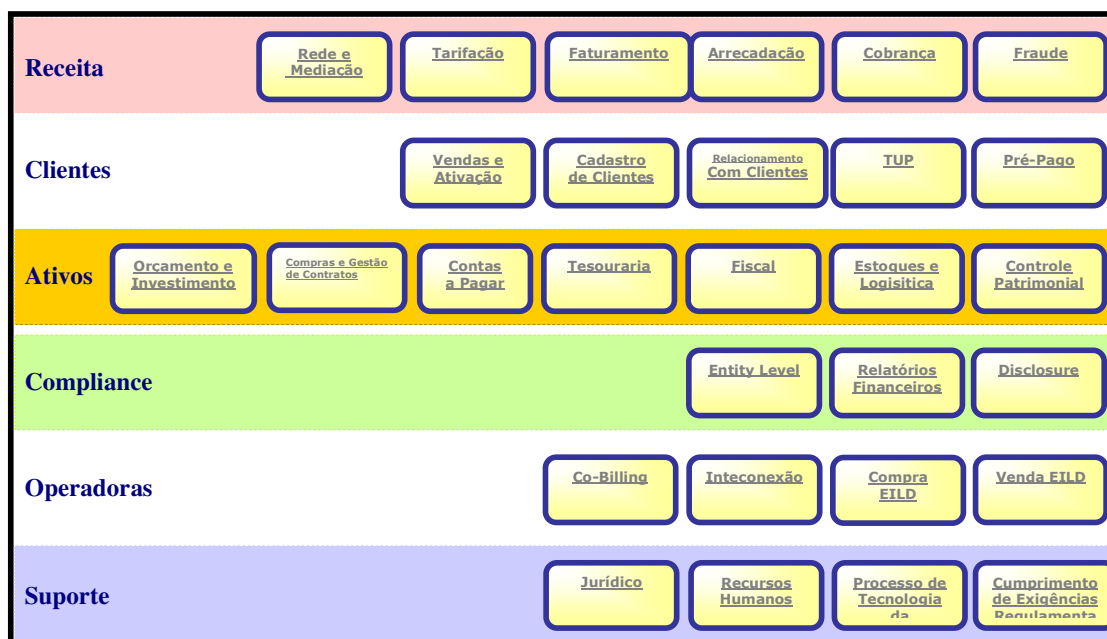 Receita
Rede e
Mediação
Tarifação
Faturamento
Arrecadação
Cobrança
Fraude
Clientes
Vendas e
Ativação
Cadastro
de Clientes
Relacionamento
Com Clientes
TUP
Pré-Pago
Ativos
Orçamento e
Investimento
Compras e Gestão
de Contratos
Contas
a Pagar
Tesouraria
Fiscal
Estoques e
Logisitica
Controle
Patrimonial
Compliance
Entity Level
Relatórios
Financeiros
Disclosure
Operadoras
Co-Billing
Inteconexão
Compra
EILD
Venda EILD
Suporte
Jurídico
Recursos
Humanos
Processo de
Tecnologia
da
Cumprimento
de Exigências
Regulamenta